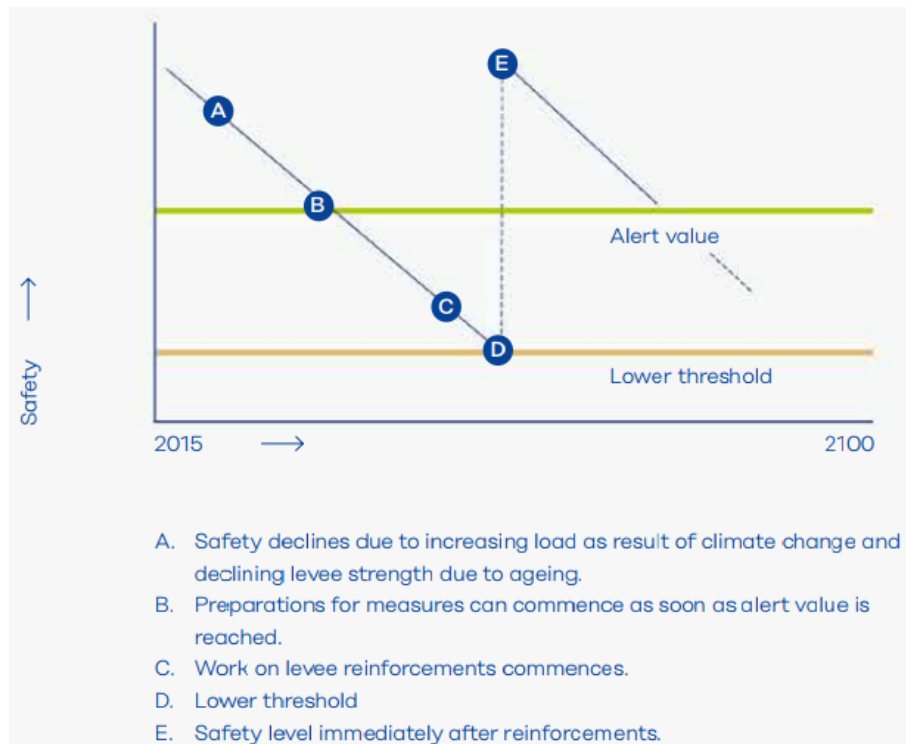 E
A
B
Alert value
C
D
Lower threshold
Safety
2015
2100
A. Safety declines due to increasing load as result of climate change and
declining levee strength due to ageing.
B. Preparations for measures can commence as soon as alert value is
reached.
C. Work on levee reinforcements commences.
D. Lower threshold
E. Safety level immediately after reinforcements.